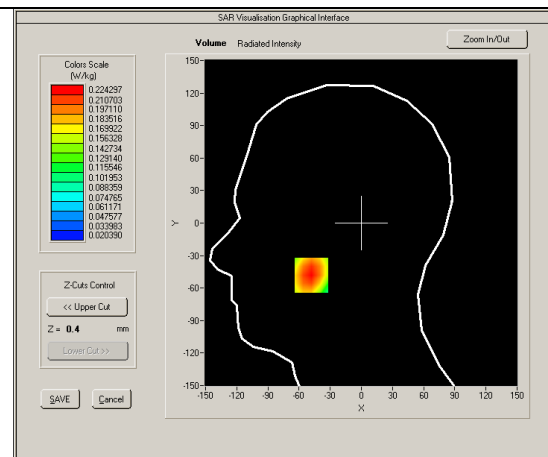 SAR Visualisation Graphical Interface
Volume Radiated Intensity
Zoom In/Out
Colors Scale
(W/kg)
0.224297
0.210703
0.197110
0.183516
0.169922
0.156328
0.142734
0.129140
0.115546
0.101953
0.088359
0.074765
0.061171
0.047577
0.033983
0.020390
Z-Cuts Control
<< Upper Cut
Z = 0.4 mm
Lower Cut >>
SAVE Cancel
150
120
90
60
30
0
-30
-60
-90
-120
-150
Y
-150 -120 -90 -60 -30 0 30 60 90 120 150
X